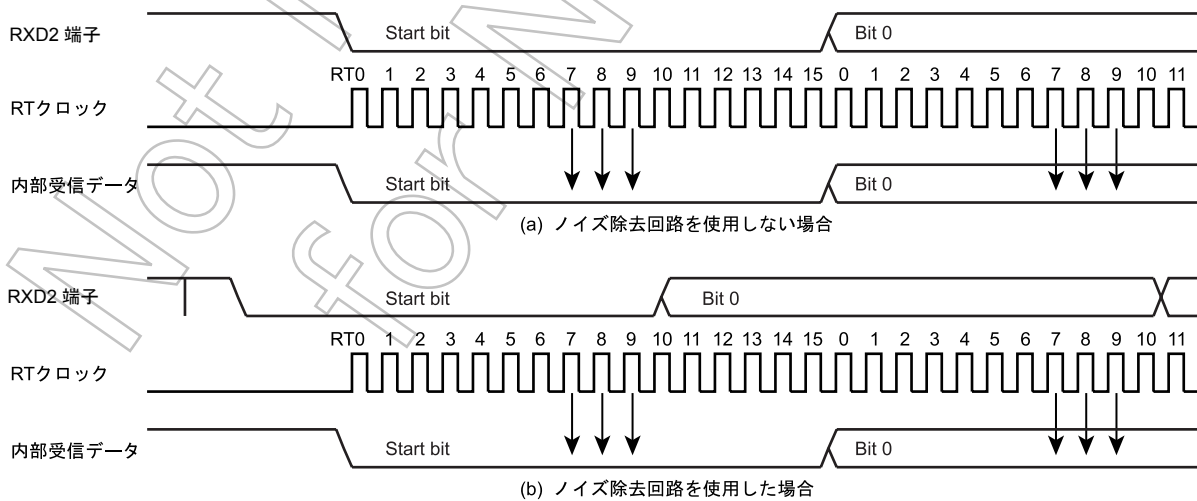 RXD2 端子 Start bit Bit 0
RT0 1 2 3 4 5 6 7 8 9 10 11 12 13 14 15 0 1 2 3 4 5 6 7 8 9 10 11
RTクロック
内部受信データ Start bit Bit 0
(a) ノイズ除去回路を使用しない場合
RXD2 端子 Start bit Bit 0
RT0 1 2 3 4 5 6 7 8 9 10 11 12 13 14 15 0 1 2 3 4 5 6 7 8 9 10 11
RTクロック
内部受信データ Start bit Bit 0
(b) ノイズ除去回路を使用した場合
Not
for N